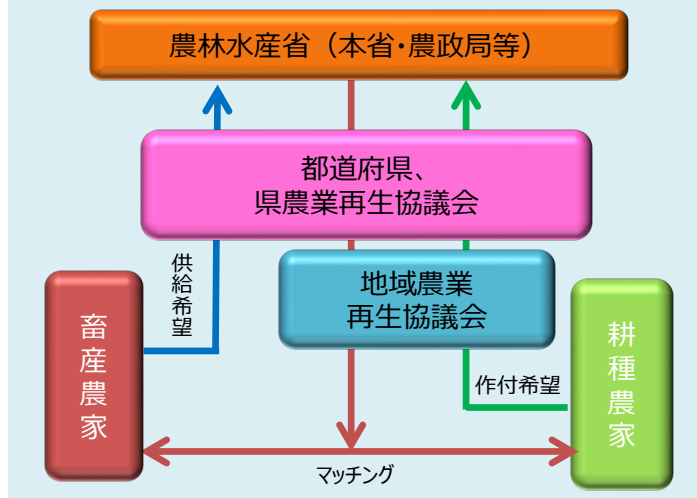 農林水産省（本省・農政局等）
都道府県、
県農業再生協議会
供給希望
地域農業
再生協議会
畜産農家
耕種農家
作付希望
マッチング